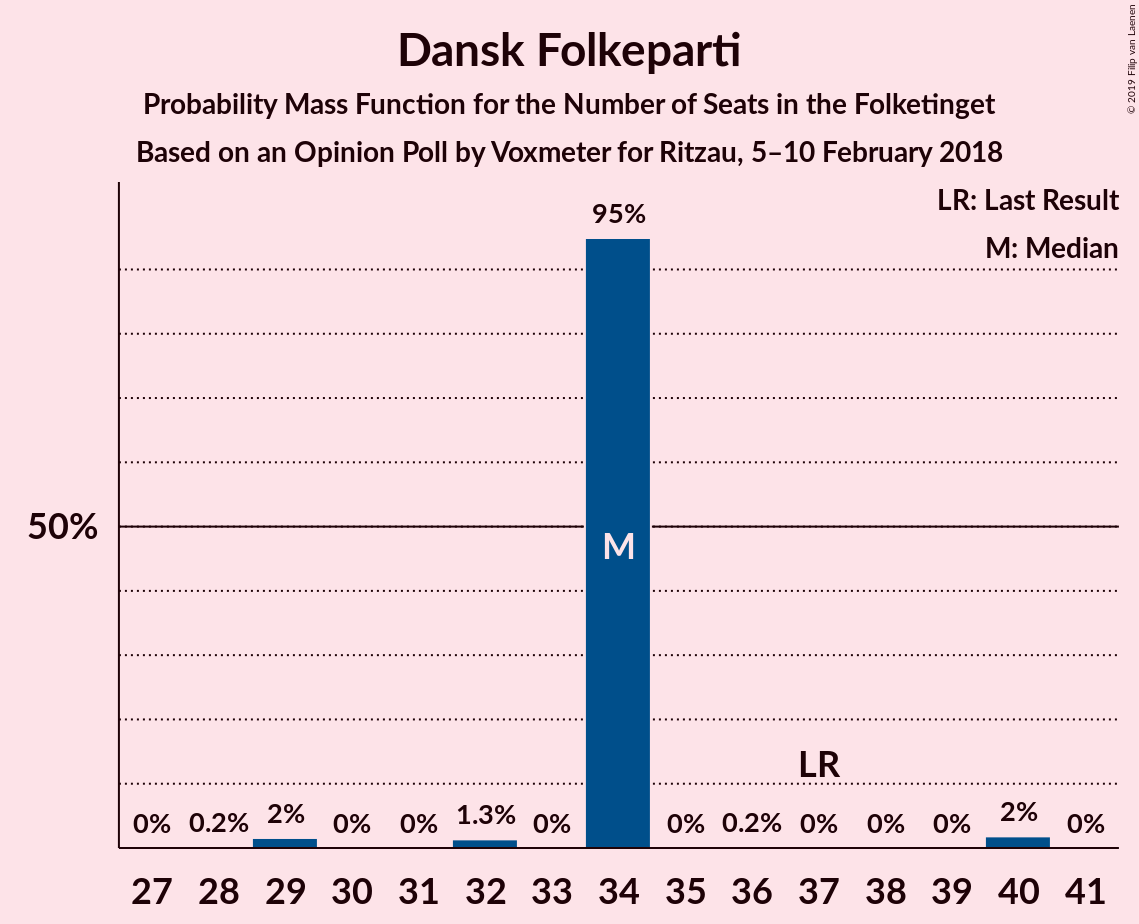 Dansk Folkeparti
Probability Mass Function for the Number of Seats in the Folketinget
Based on an Opinion Poll by Voxmeter for Ritzau, 5–10 February 2018
© 2019 Filip van Laenen
LR: Last Result
M: Median
95%
50%
M
LR
0% 0.2% 2% 0% 0% 1.3% 0% 0% 0.2% 0% 0% 0% 2% 0%
27 28 29 30 31 32 33 34 35 36 37 38 39 40 41